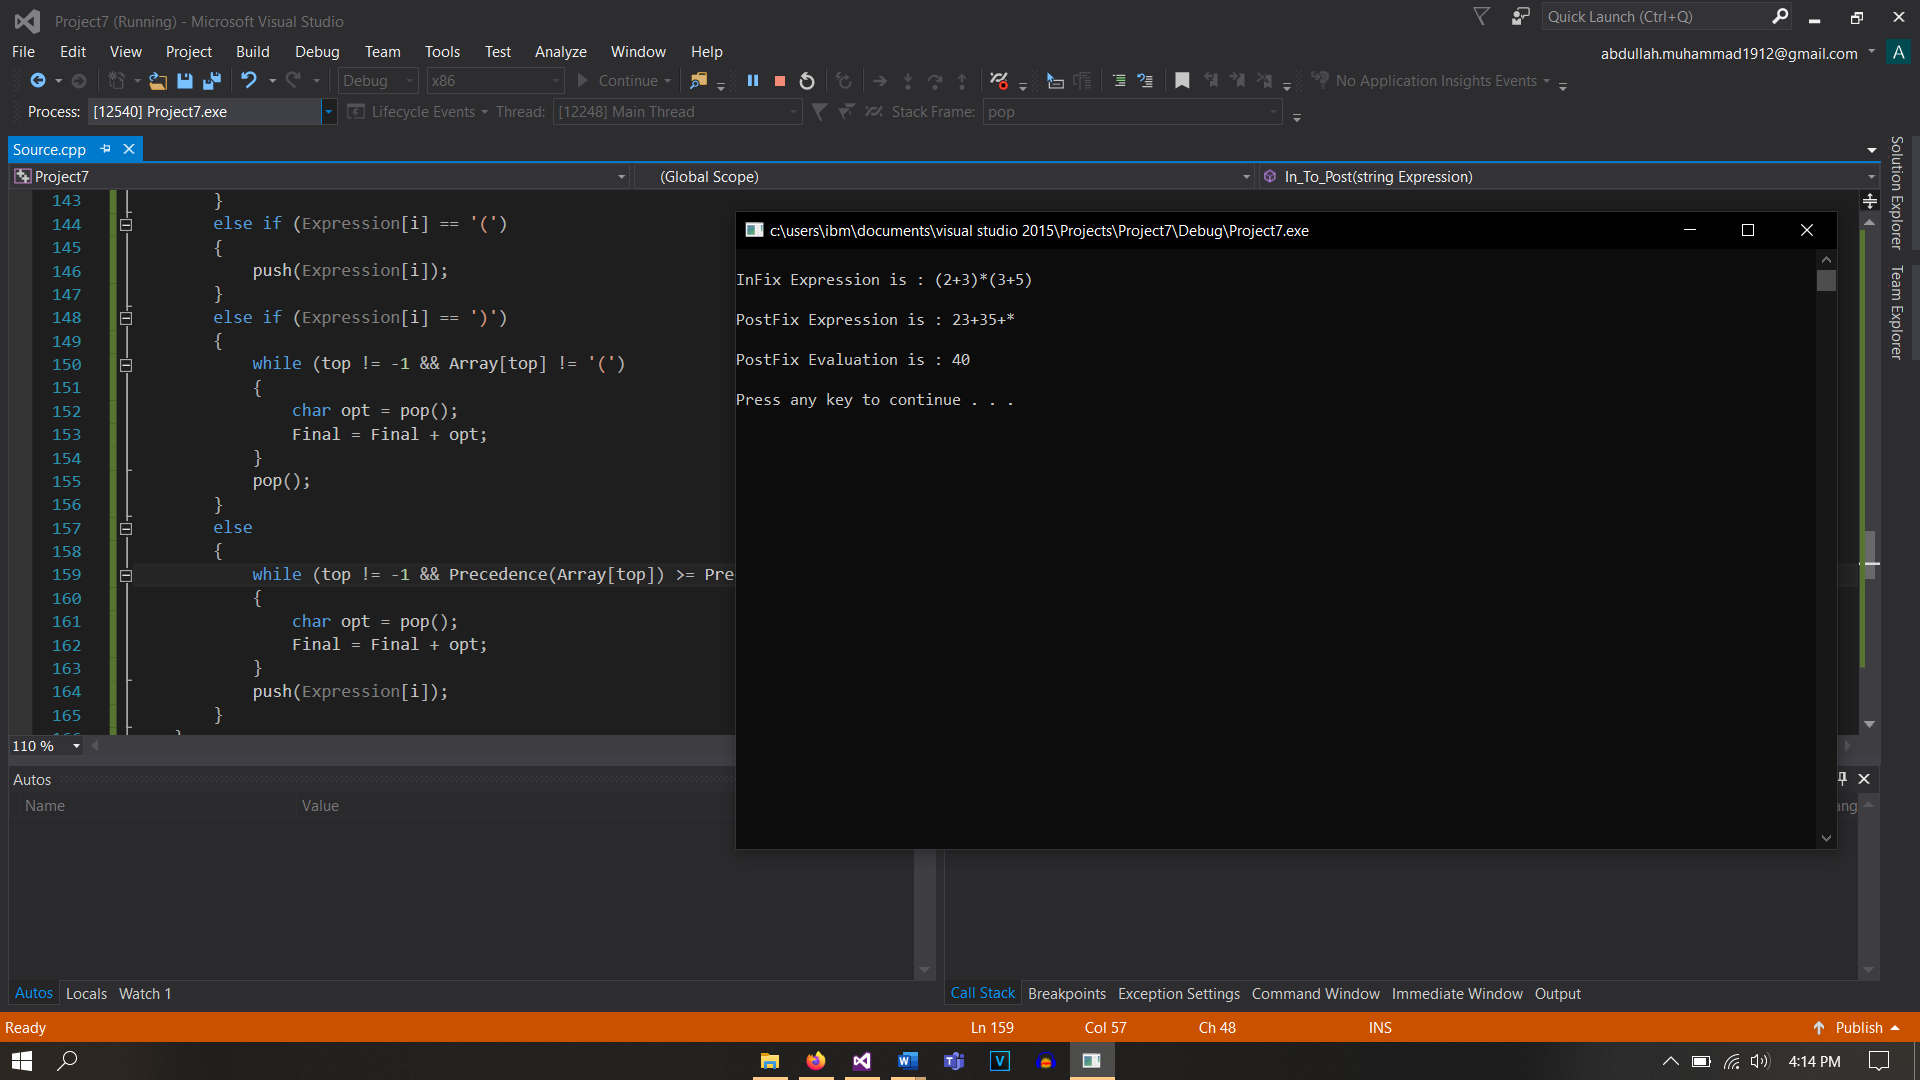 Project7 (Running) - Microsoft Visual Studio
Quick Launch (Ctrl+Q)
File Edit View Project Build Debug Team Tools Test Analyze Window Help
abdullah.muhammad1912@gmail.com A
Debug x86 Continue No Application Insights Events
Process: [12540] Project7.exe Lifecycle Events Thread: [12248] Main Thread Stack Frame: pop
Source.cpp
Project7 (Global Scope) In_To_Post(string Expression)
Solution Explorer
Team Explorer
143 }
144 else if (Expression[i] == '(')
145 {
146 push(Expression[i]);
147 }
148 else if (Expression[i] == ')')
149 {
150 while (top != -1 && Array[top] != '(')
151 {
152 char opt = pop();
153 Final = Final + opt;
154 }
155 pop();
156 }
157 else
158 {
159 while (top != -1 && Precedence(Array[top]) >= Pre
160 {
161 char opt = pop();
162 Final = Final + opt;
163 }
164 push(Expression[i]);
165 }
c:\users\ibm\documents\visual studio 2015\Projects\Project7\Debug\Project7.exe
InFix Expression is : (2+3)*(3+5)
PostFix Expression is : 23+35+*
PostFix Evaluation is : 40
Press any key to continue . . .
110 %
Autos
Name Value
ang
Autos Locals Watch 1
Call Stack Breakpoints Exception Settings Command Window Immediate Window Output
Ready Ln 159 Col 57 Ch 48 INS Publish
4:14 PM